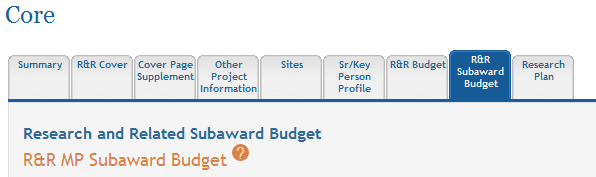 Core
Summary
R&R Cover
Cover Page
Supplement
Other
Project
Information
Sites
Sr/Key
Person
Profile
R&R Budget
R&R
Subaward
Budget
Research
Plan
Research and Related Subaward Budget
R&R MP Subaward Budget ?